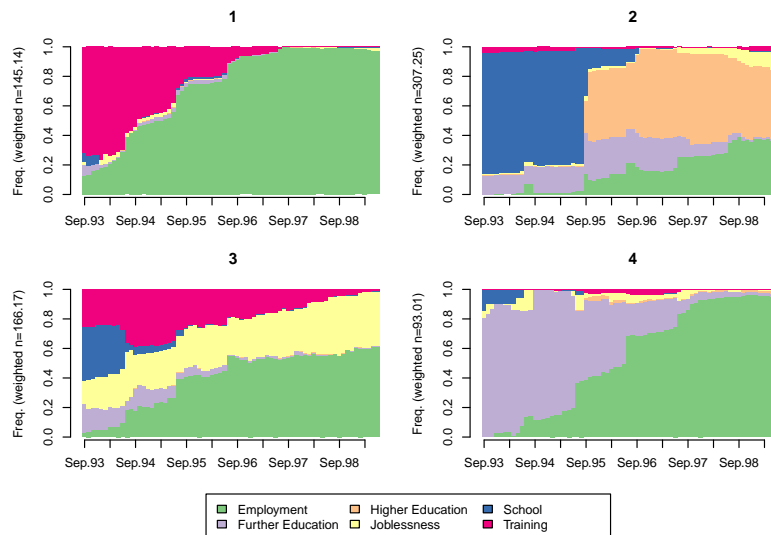 1
Freq. (weighted n=145.14)
0.0 0.2 0.4 0.6 0.8 1.0
Sep.93 Sep.94 Sep.95 Sep.96 Sep.97 Sep.98
2
Freq. (weighted n=307.25)
0.0 0.2 0.4 0.6 0.8 1.0
Sep.93 Sep.94 Sep.95 Sep.96 Sep.97 Sep.98
3
Freq. (weighted n=166.17)
0.0 0.2 0.4 0.6 0.8 1.0
Sep.93 Sep.94 Sep.95 Sep.96 Sep.97 Sep.98
4
Freq. (weighted n=93.01)
0.0 0.2 0.4 0.6 0.8 1.0
Sep.93 Sep.94 Sep.95 Sep.96 Sep.97 Sep.98
Employment Higher Education School
Further Education Joblessness Training